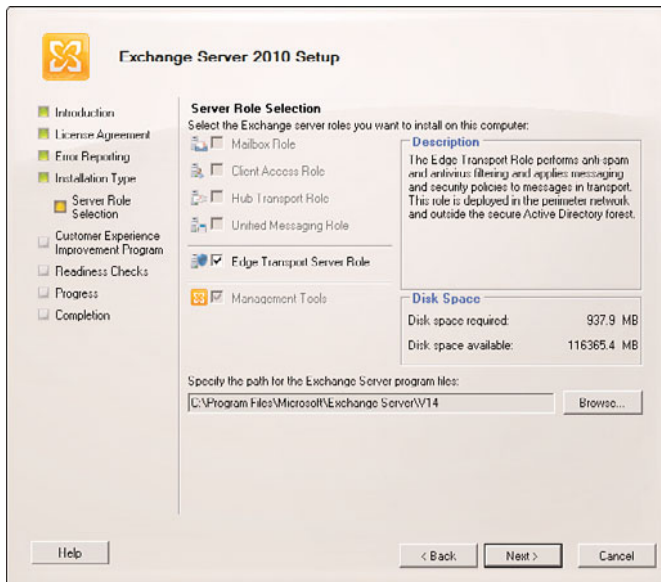 Exchange Server 2010 Setup
Introduction
License Agreement
Error Reporting
Installation Type
Server Role
Selection
Customer Experience
Improvement Program
Readiness Checks
Progress
Completion
Server Role Selection
Select the Exchange server roles you want to install on this computer:
Mailbox Role
Client Access Role
Hub Transport Role
Unified Messaging Role
Edge Transport Server Role
Management Tools
Description
The Edge Transport Role performs anti-spam
and antivirus filtering and applies messaging
and security policies to messages in transport.
This role is deployed in the perimeter network
and outside the secure Active Directory forest.
Disk Space
Disk space required: 937.9 MB
Disk space available: 116365.4 MB
Specify the path for the Exchange Server program files:
C:\Program Files\Microsoft\Exchange Server\V14
Browse...
Help
< Back
Next >
Cancel